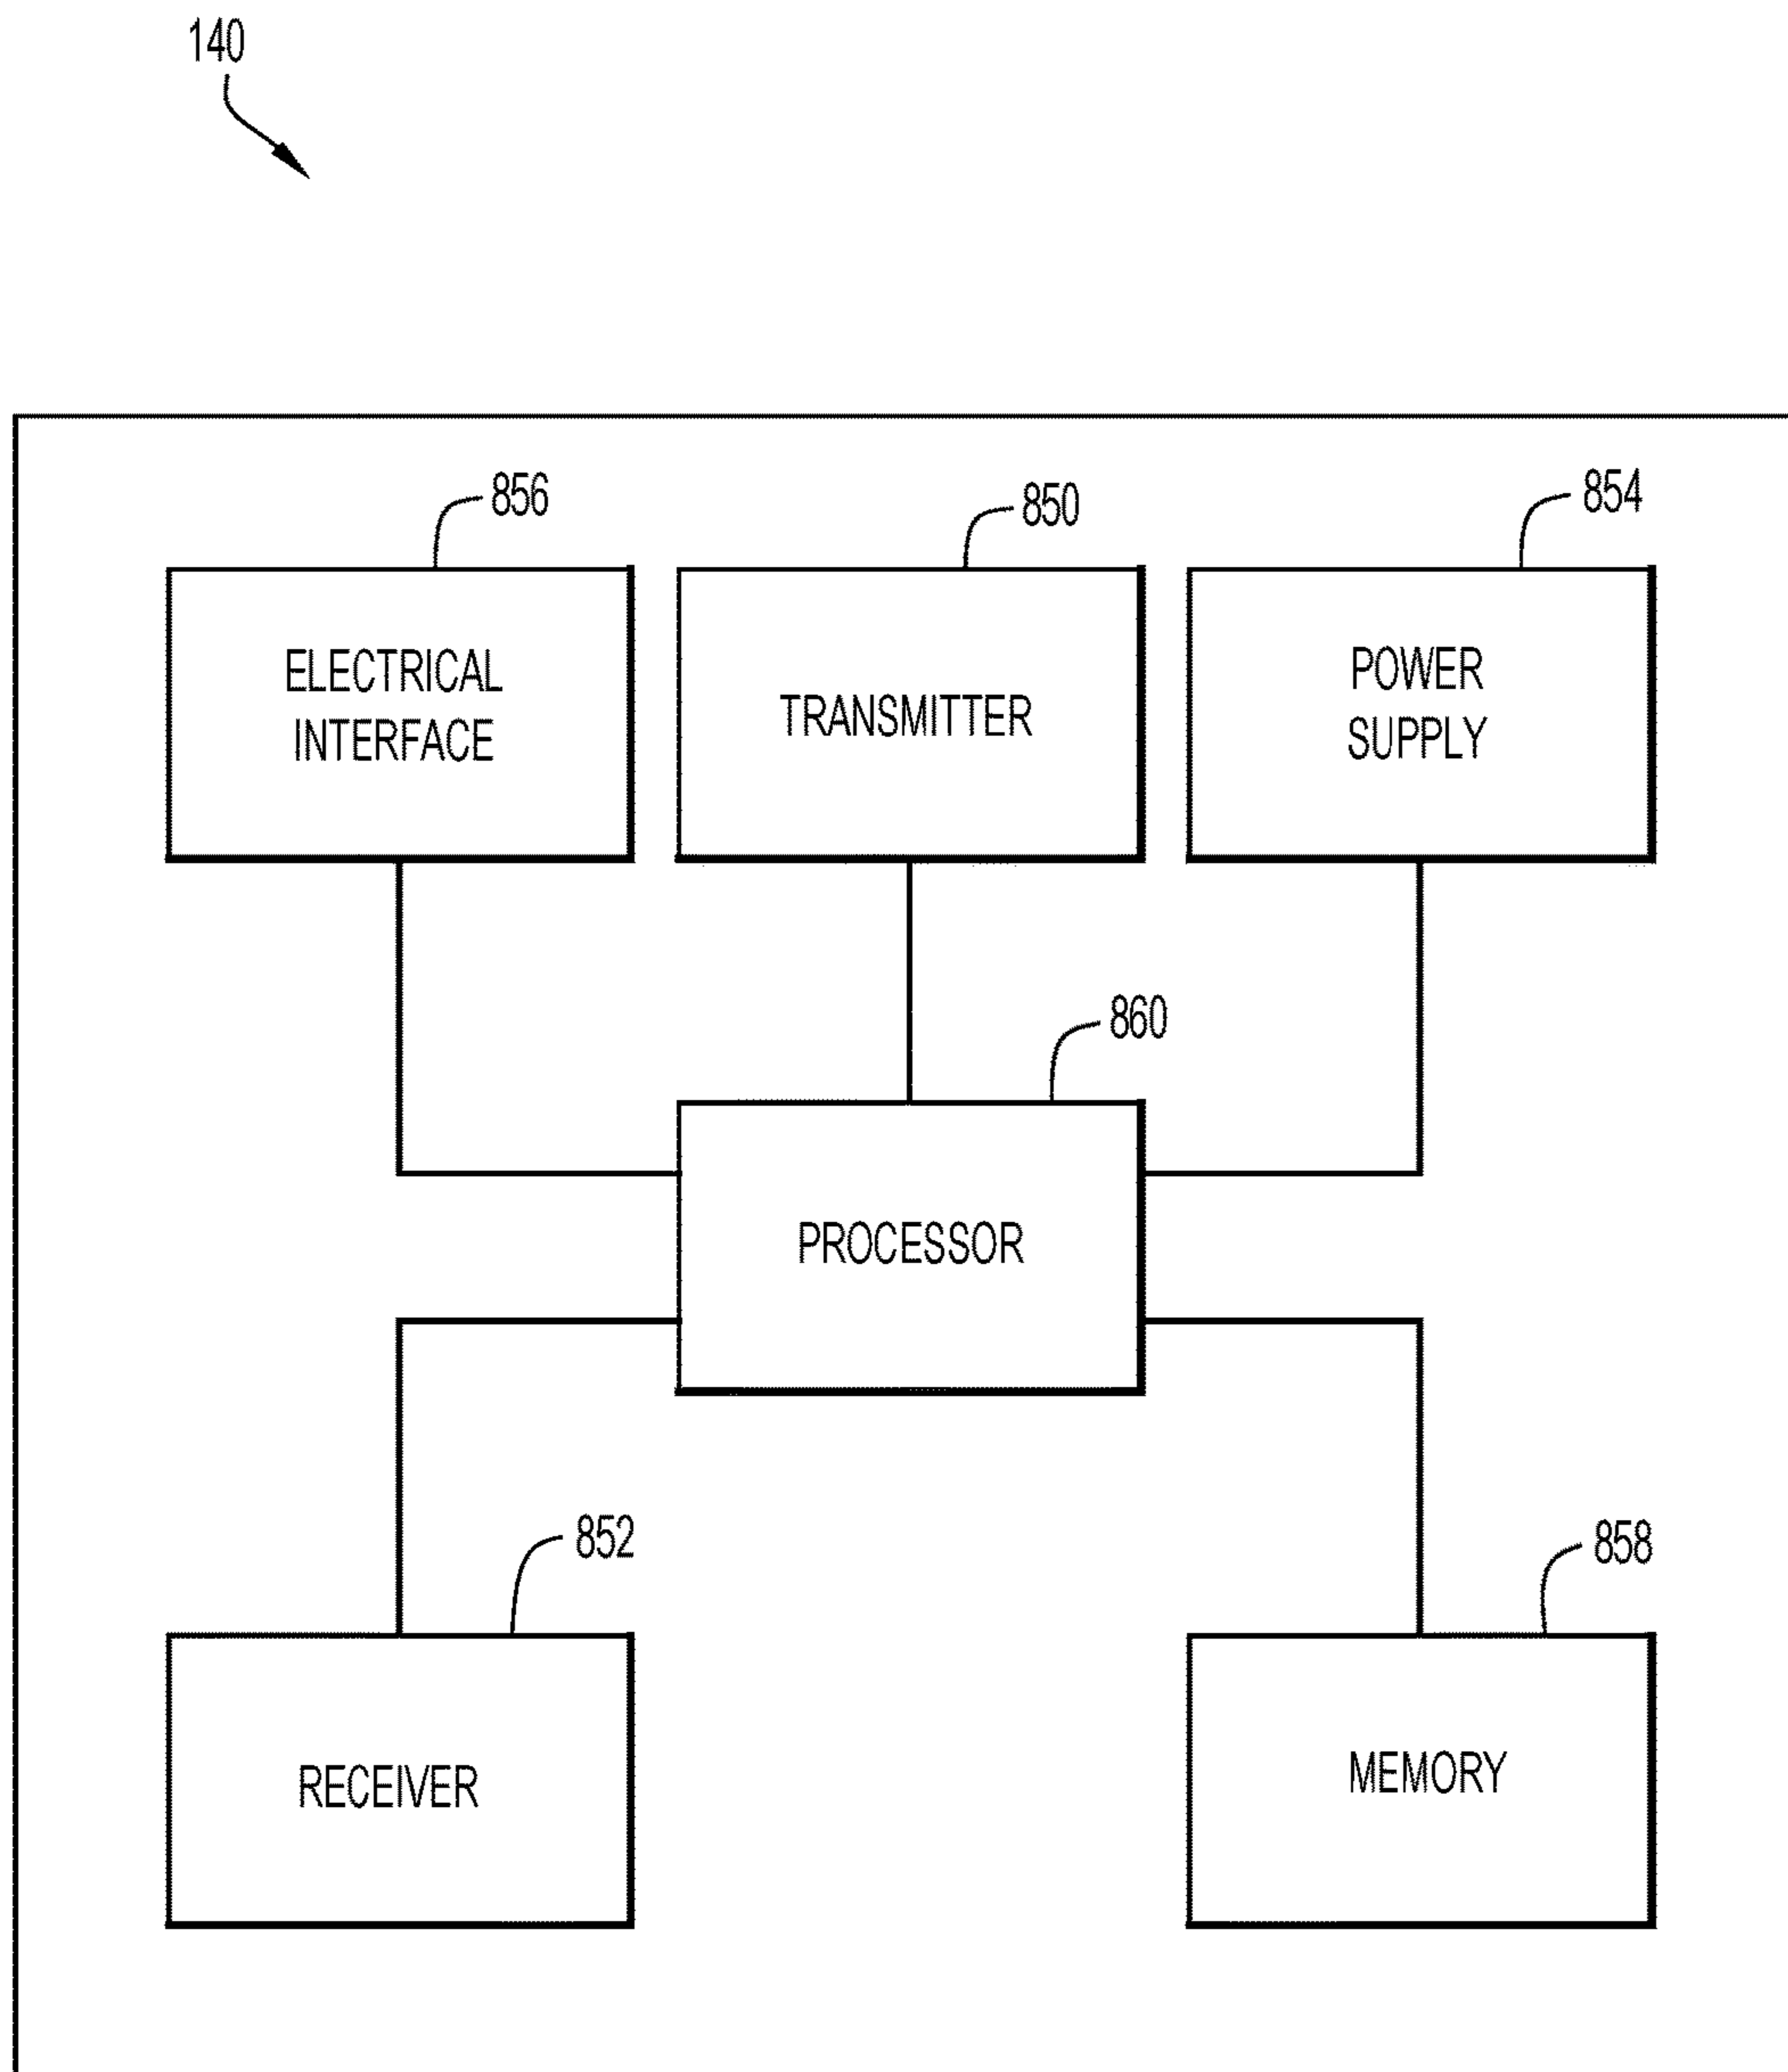 140
856
850
854
ELECTRICAL
INTERFACE
TRANSMITTER
POWER
SUPPLY
860
PROCESSOR
852
858
RECEIVER
MEMORY